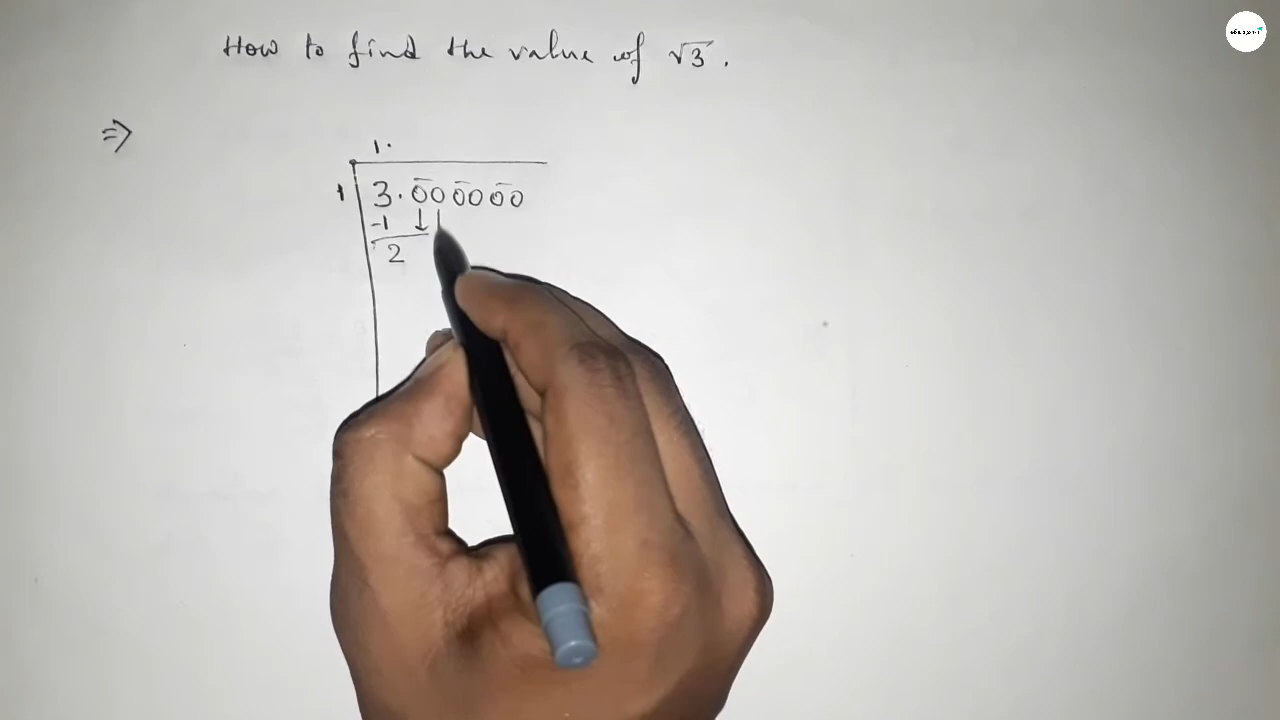 How to find the value of √3.
⇒
1.
1 3.00 00 00
-1 ↓
2